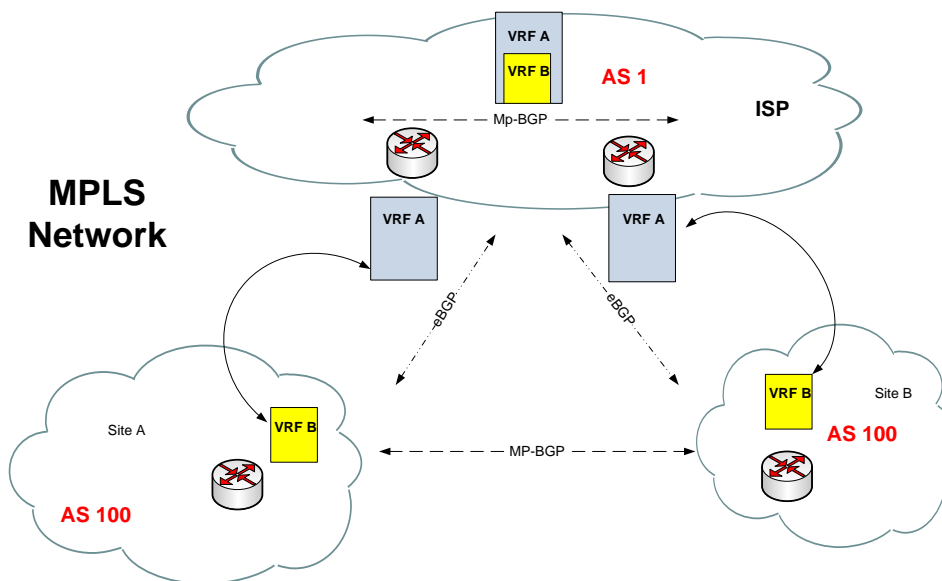 VRF A
VRF B
AS 1
ISP
Mp-BGP
MPLS
Network
VRF A
VRF A
eBGP
eBGP
Site A
VRF B
AS 100
MP-BGP
VRF B
Site B
AS 100